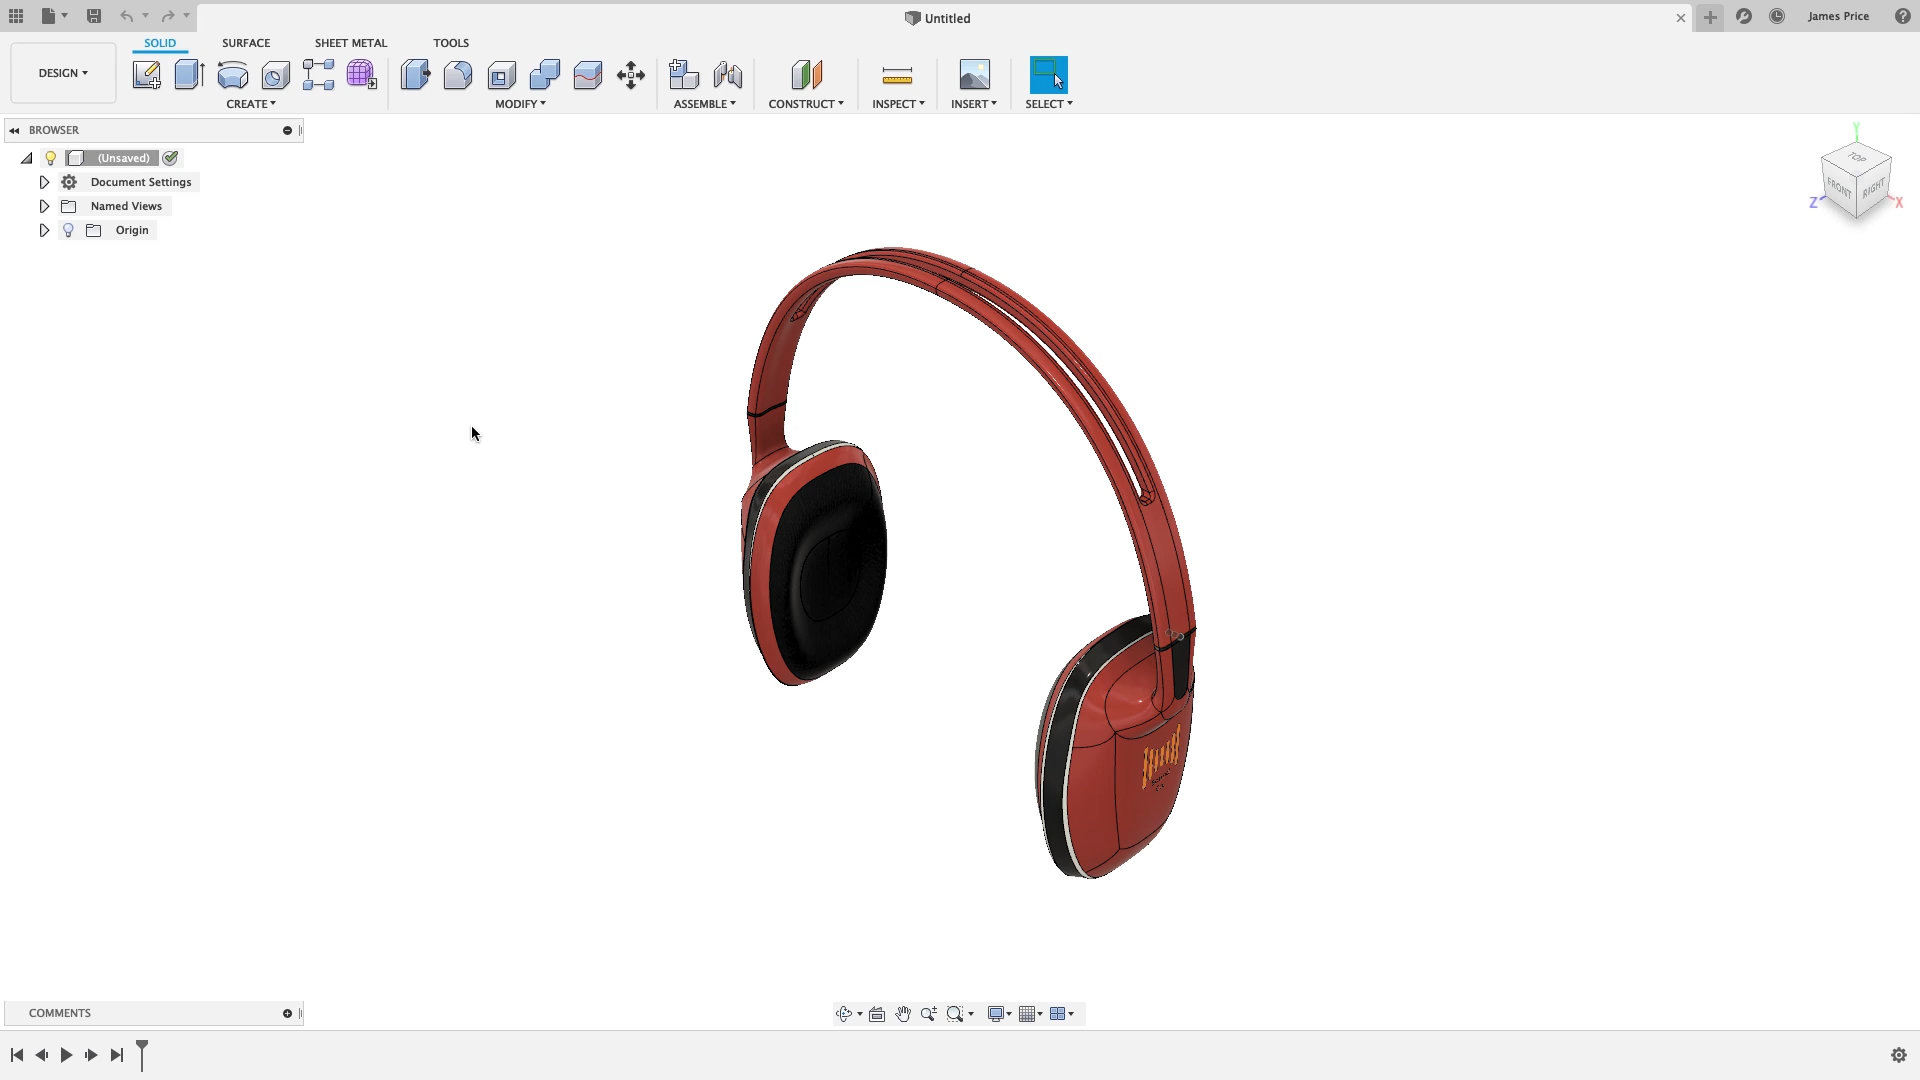 Untitled
James Price
DESIGN
SOLID
SURFACE
SHEET METAL
TOOLS
CREATE
MODIFY
ASSEMBLE
CONSTRUCT
INSPECT
INSERT
SELECT
BROWSER
(Unsaved)
Document Settings
Named Views
Origin
Y
TOP
FRONT
RIGHT
Z
X
COMMENTS